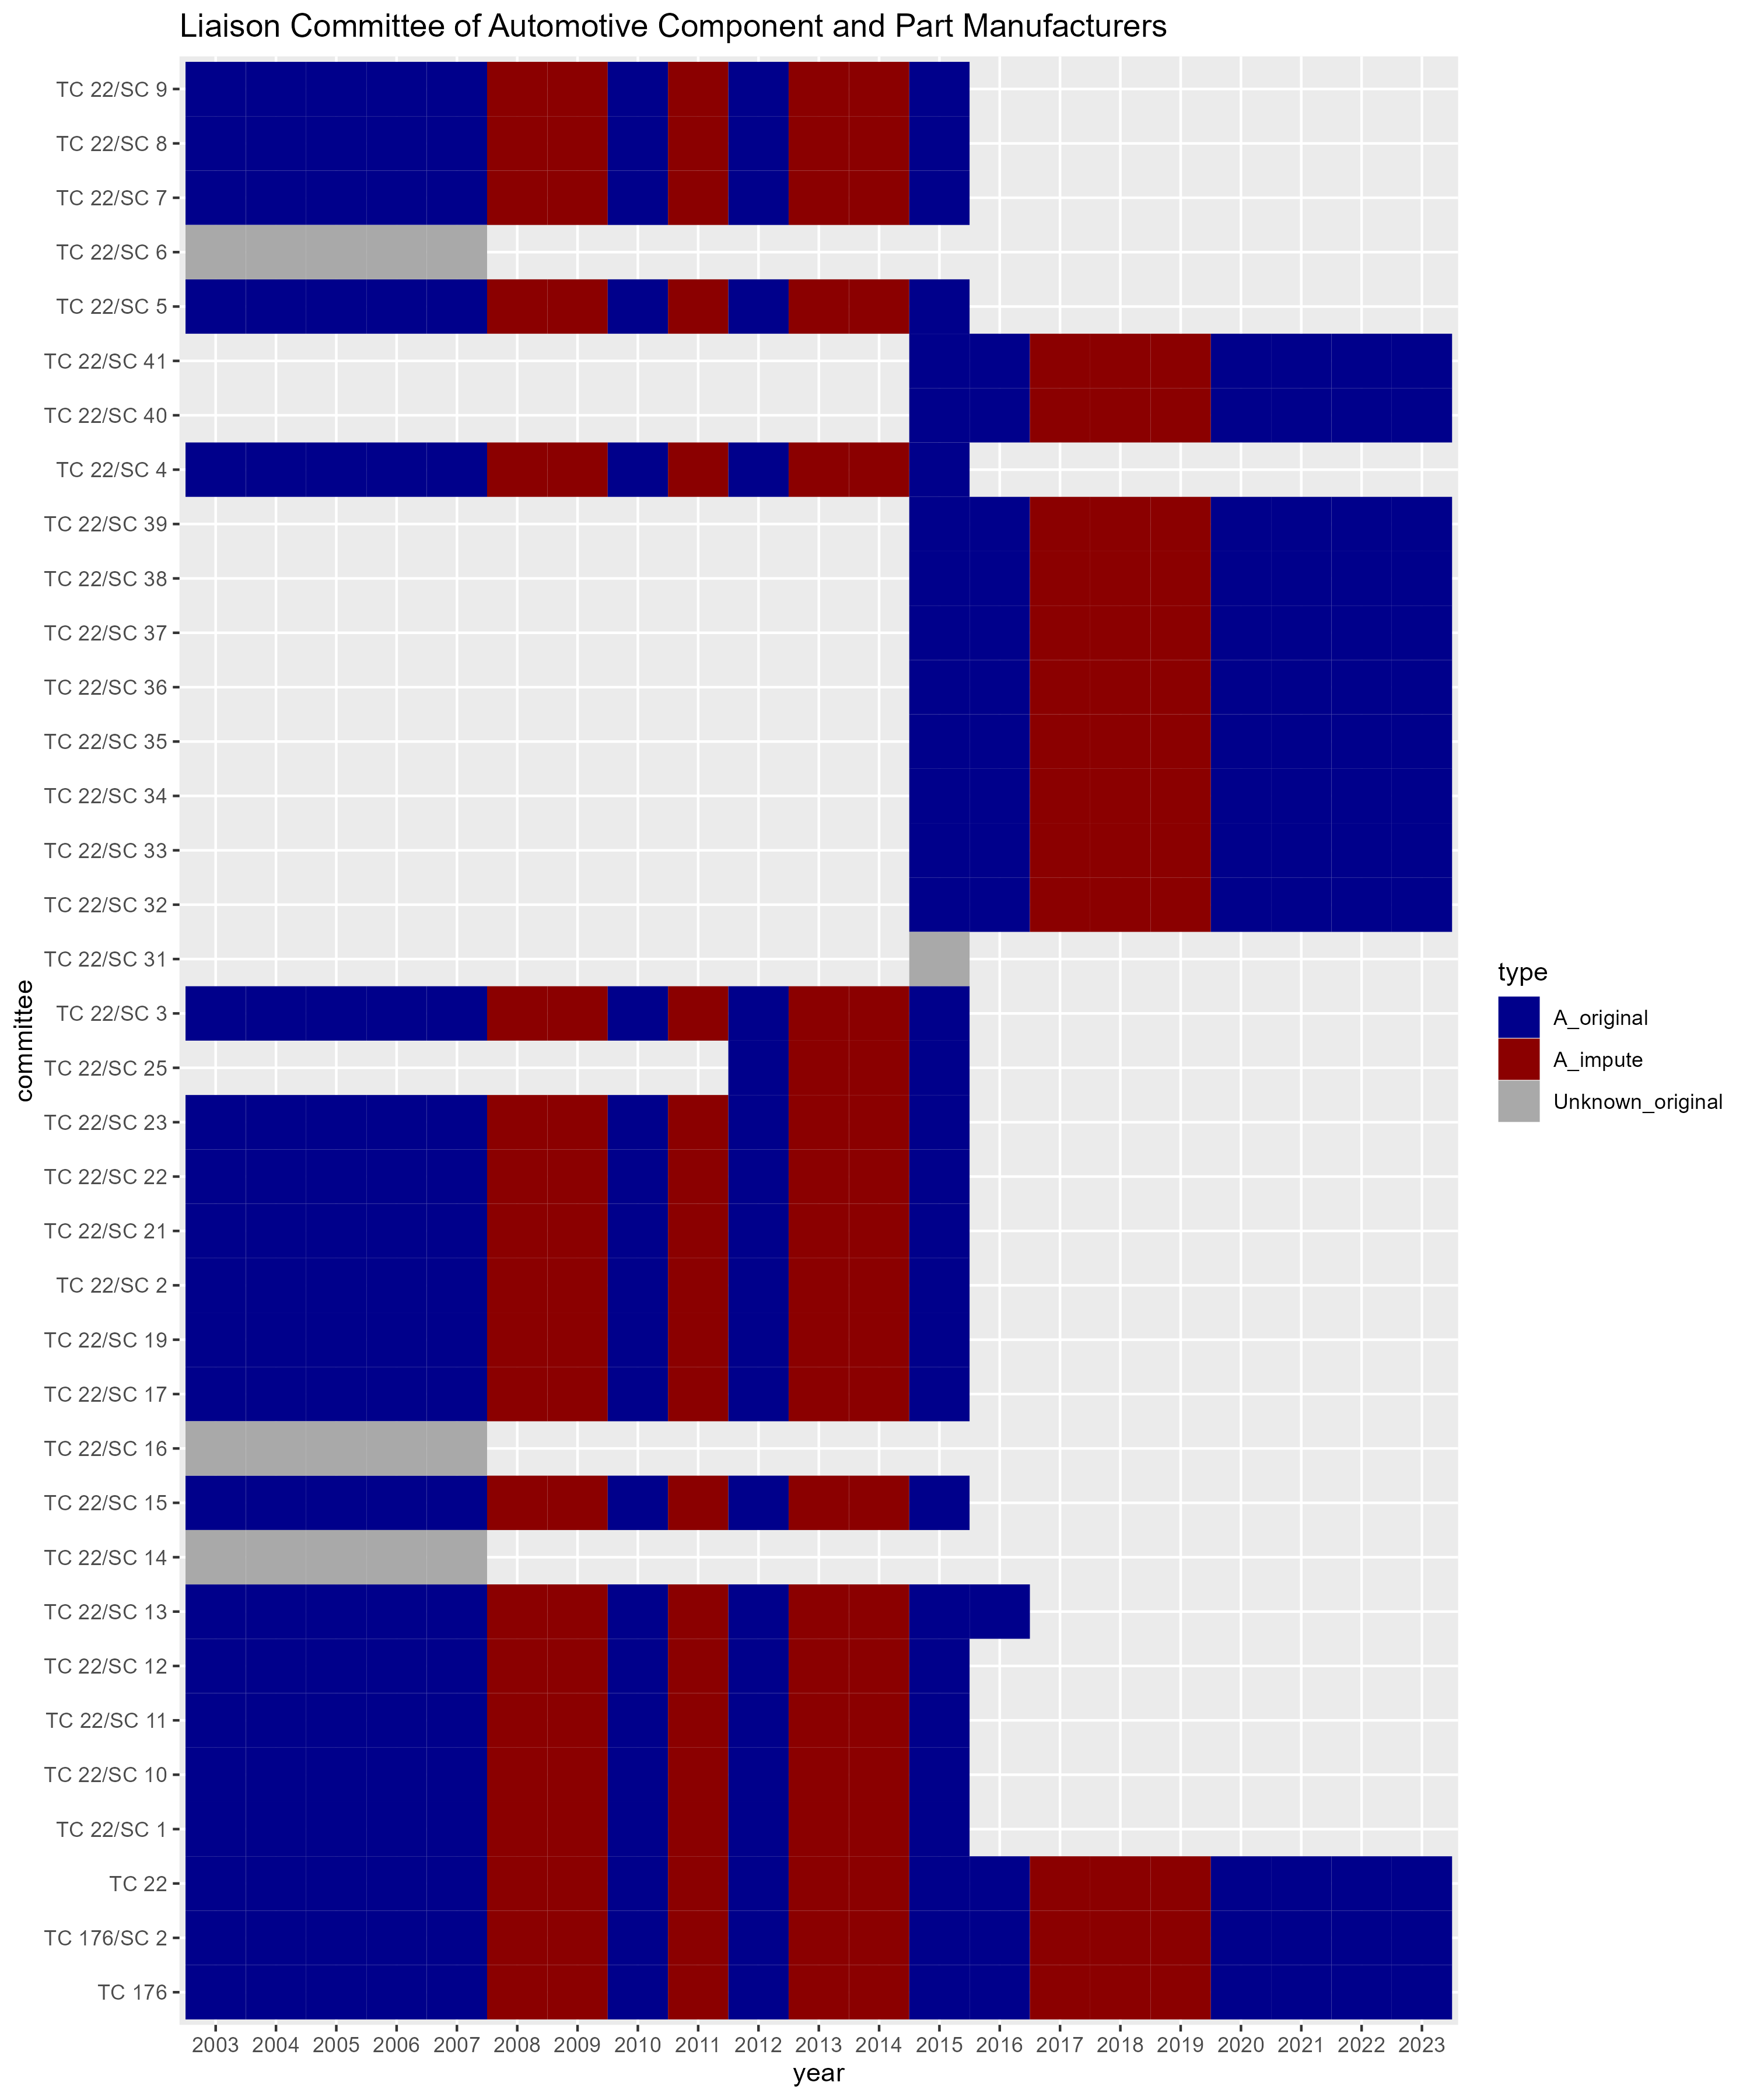 Liaison Committee of Automotive Component and Part Manufacturers
TC 22/SC 9
TC 22/SC 8
TC 22/SC 7
TC 22/SC 6
TC 22/SC 5
TC 22/SC 41
TC 22/SC 40
TC 22/SC 4
TC 22/SC 39
TC 22/SC 38
TC 22/SC 37
TC 22/SC 36
TC 22/SC 35
TC 22/SC 34
TC 22/SC 33
TC 22/SC 32
TC 22/SC 31
TC 22/SC 3
TC 22/SC 25
TC 22/SC 23
TC 22/SC 22
TC 22/SC 21
TC 22/SC 2
TC 22/SC 19
TC 22/SC 17
TC 22/SC 16
TC 22/SC 15
TC 22/SC 14
TC 22/SC 13
TC 22/SC 12
TC 22/SC 11
TC 22/SC 10
TC 22/SC 1
TC 22
TC 176/SC 2
TC 176
committee
2003 2004 2005 2006 2007 2008 2009 2010 2011 2012 2013 2014 2015 2016 2017 2018 2019 2020 2021 2022 2023
year
type
A_original
A_impute
Unknown_original